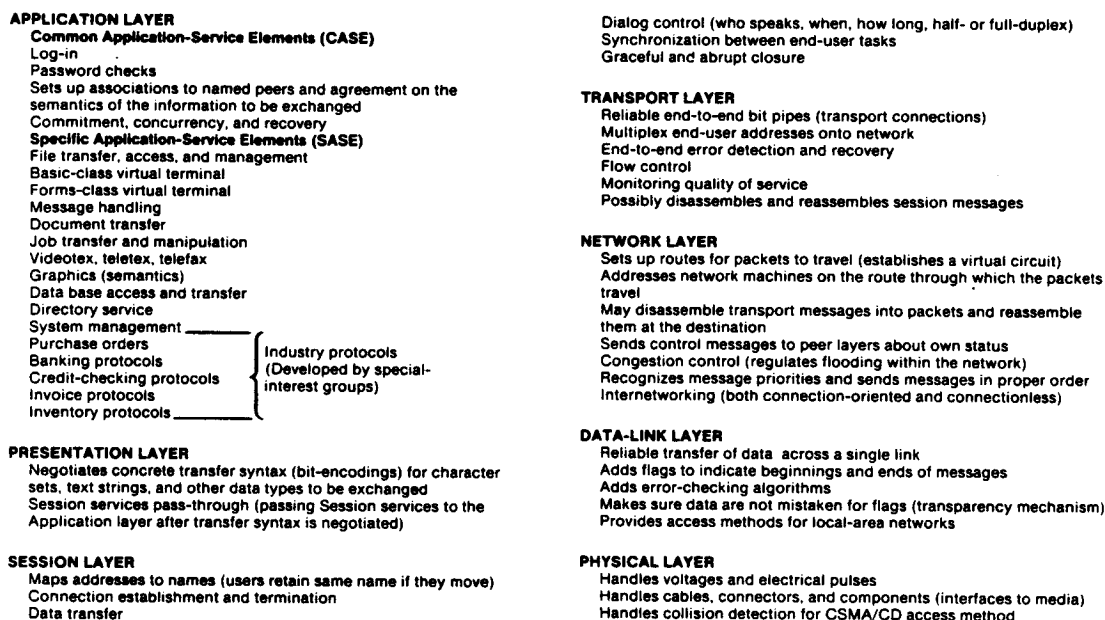 APPLICATION LAYER
Common Application-Service Elements (CASE)
Log-in
Password checks
Sets up associations to named peers and agreement on the
semantics of the information to be exchanged
Commitment, concurrency, and recovery
Specific Application-Service Elements (SASE)
File transfer, access, and management
Basic-class virtual terminal
Forms-class virtual terminal
Message handling
Document transfer
Job transfer and manipulation
Videotex, teletex, telefax
Graphics (semantics)
Data base access and transfer
Directory service
System management
Purchase orders
Banking protocols
Credit-checking protocols
Invoice protocols
Inventory protocols
Industry protocols
(Developed by special-
interest groups)
PRESENTATION LAYER
Negotiates concrete transfer syntax (bit-encodings) for character
sets, text strings, and other data types to be exchanged
Session services pass-through (passing Session services to the
Application layer after transfer syntax is negotiated)
SESSION LAYER
Maps addresses to names (users retain same name if they move)
Connection establishment and termination
Data transfer
Dialog control (who speaks, when, how long, half- or full-duplex)
Synchronization between end-user tasks
Graceful and abrupt closure
TRANSPORT LAYER
Reliable end-to-end bit pipes (transport connections)
Multiplex end-user addresses onto network
End-to-end error detection and recovery
Flow control
Monitoring quality of service
Possibly disassembles and reassembles session messages
NETWORK LAYER
Sets up routes for packets to travel (establishes a virtual circuit)
Addresses network machines on the route through which the packets
travel
May disassemble transport messages into packets and reassemble
them at the destination
Sends control messages to peer layers about own status
Congestion control (regulates flooding within the network)
Recognizes message priorities and sends messages in proper order
Internetworking (both connection-oriented and connectionless)
DATA-LINK LAYER
Reliable transfer of data across a single link
Adds flags to indicate beginnings and ends of messages
Adds error-checking algorithms
Makes sure data are not mistaken for flags (transparency mechanism)
Provides access methods for local-area networks
PHYSICAL LAYER
Handles voltages and electrical pulses
Handles cables, connectors, and components (interfaces to media)
Handles collision detection for CSMA/CD access method